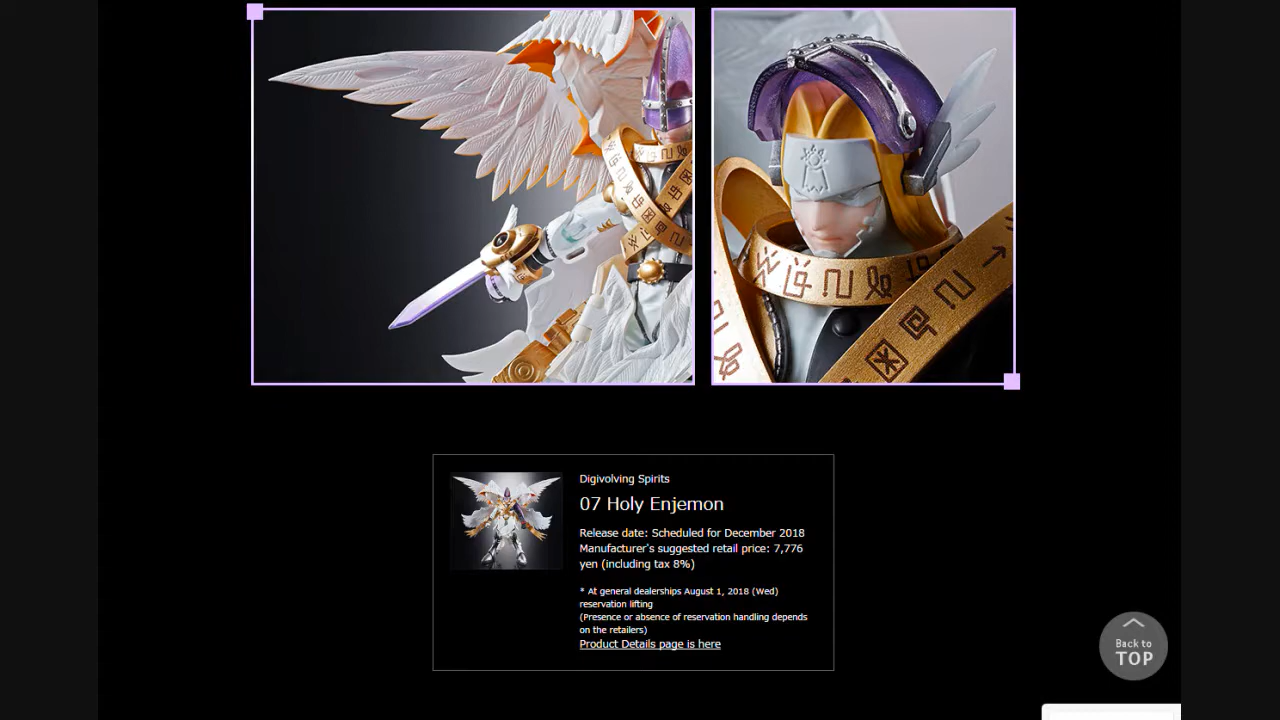 Digivolving Spirits
07 Holy Enjemon
Release date: Scheduled for December 2018
Manufacturer's suggested retail price: 7,776
yen (including tax 8%)
* At general dealerships August 1, 2018 (Wed)
reservation lifting
(Presence or absence of reservation handling depends
on the retailers)
Product Details page is here
Back to
TOP